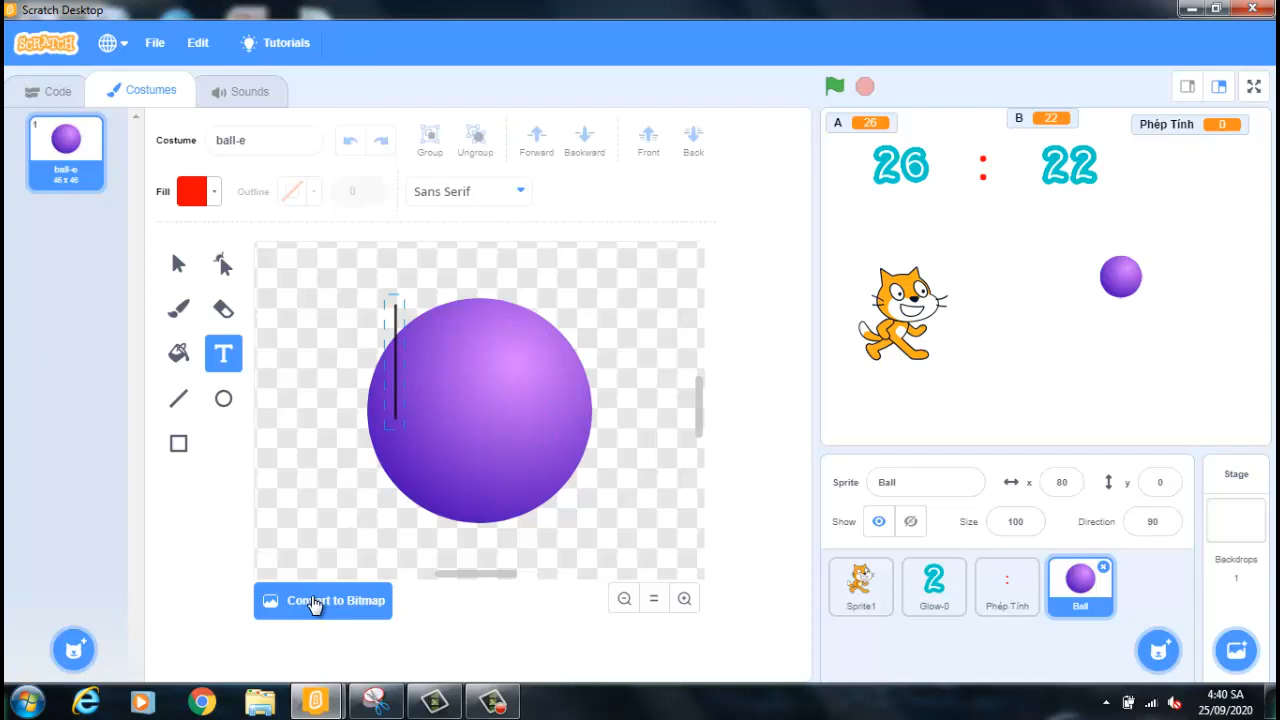 Scratch Desktop
SCRATCH
File
Edit
Tutorials
Code
Costumes
Sounds
1
ball-e
46 x 46
Costume
ball-e
Group
Ungroup
Forward
Backward
Front
Back
Fill
Outline
0
Sans Serif
T
Convert to Bitmap
A 26
B 22
Phép Tính 0
26 : 22
Sprite
Ball
x
80
y
0
Show
Size
100
Direction
90
Sprite1
2
Glow-0
:
Phép Tính
Ball
Stage
Backdrops
1
4:40 SA
25/09/2020